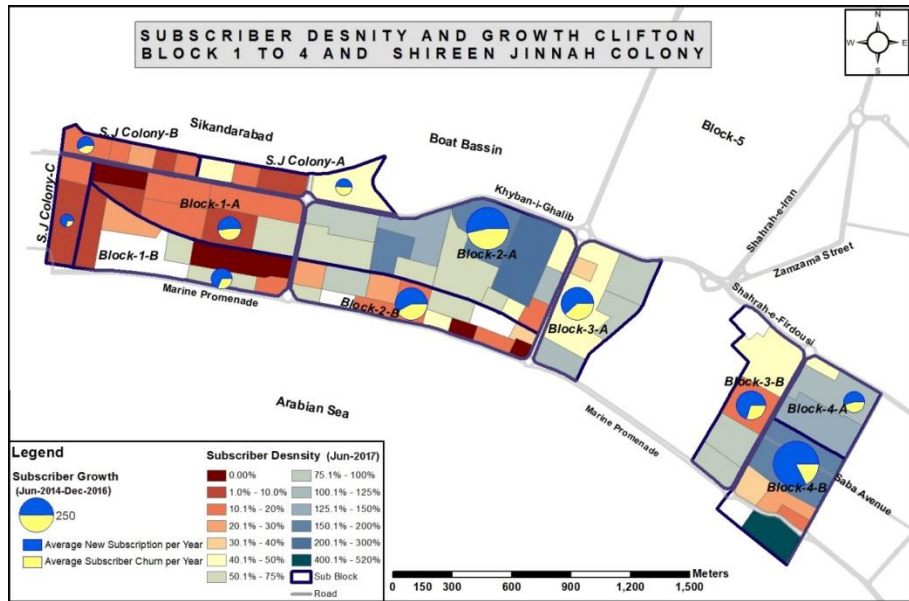 SUBSCRIBER DESNITY AND GROWTH CLIFTON
BLOCK 1 TO 4 AND SHIREEN JINNAH COLONY
N
W E
S
Sikandarabad
S.J Colony-B
S.J Colony-A
Boat Bassin
Block-5
Khyban-i-Ghalib
Shahrah-e-Iran
Zamzama Street
Shahrah-e-Firdousi
S.J Colony-C
Block-1-A
Block-1-B
Block-2-A
Block-2-B
Block-3-A
Block-3-B
Block-4-A
Block-4-B
Saba Avenue
Marine Promenade
Marine Promenade
Arabian Sea
Legend
Subscriber Growth
(Jun-2014-Dec-2016)
250
Average New Subscription per Year
Average Subscriber Churn per Year
Subscriber Desnsity (Jun-2017)
0.00%
1.0% - 10.0%
10.1% - 20%
20.1% - 30%
30.1% - 40%
40.1% - 50%
50.1% - 75%
75.1% - 100%
100.1% - 125%
125.1% - 150%
150.1% - 200%
200.1% - 300%
400.1% - 520%
Sub Block
Road
Meters
0 150 300 600 900 1,200 1,500